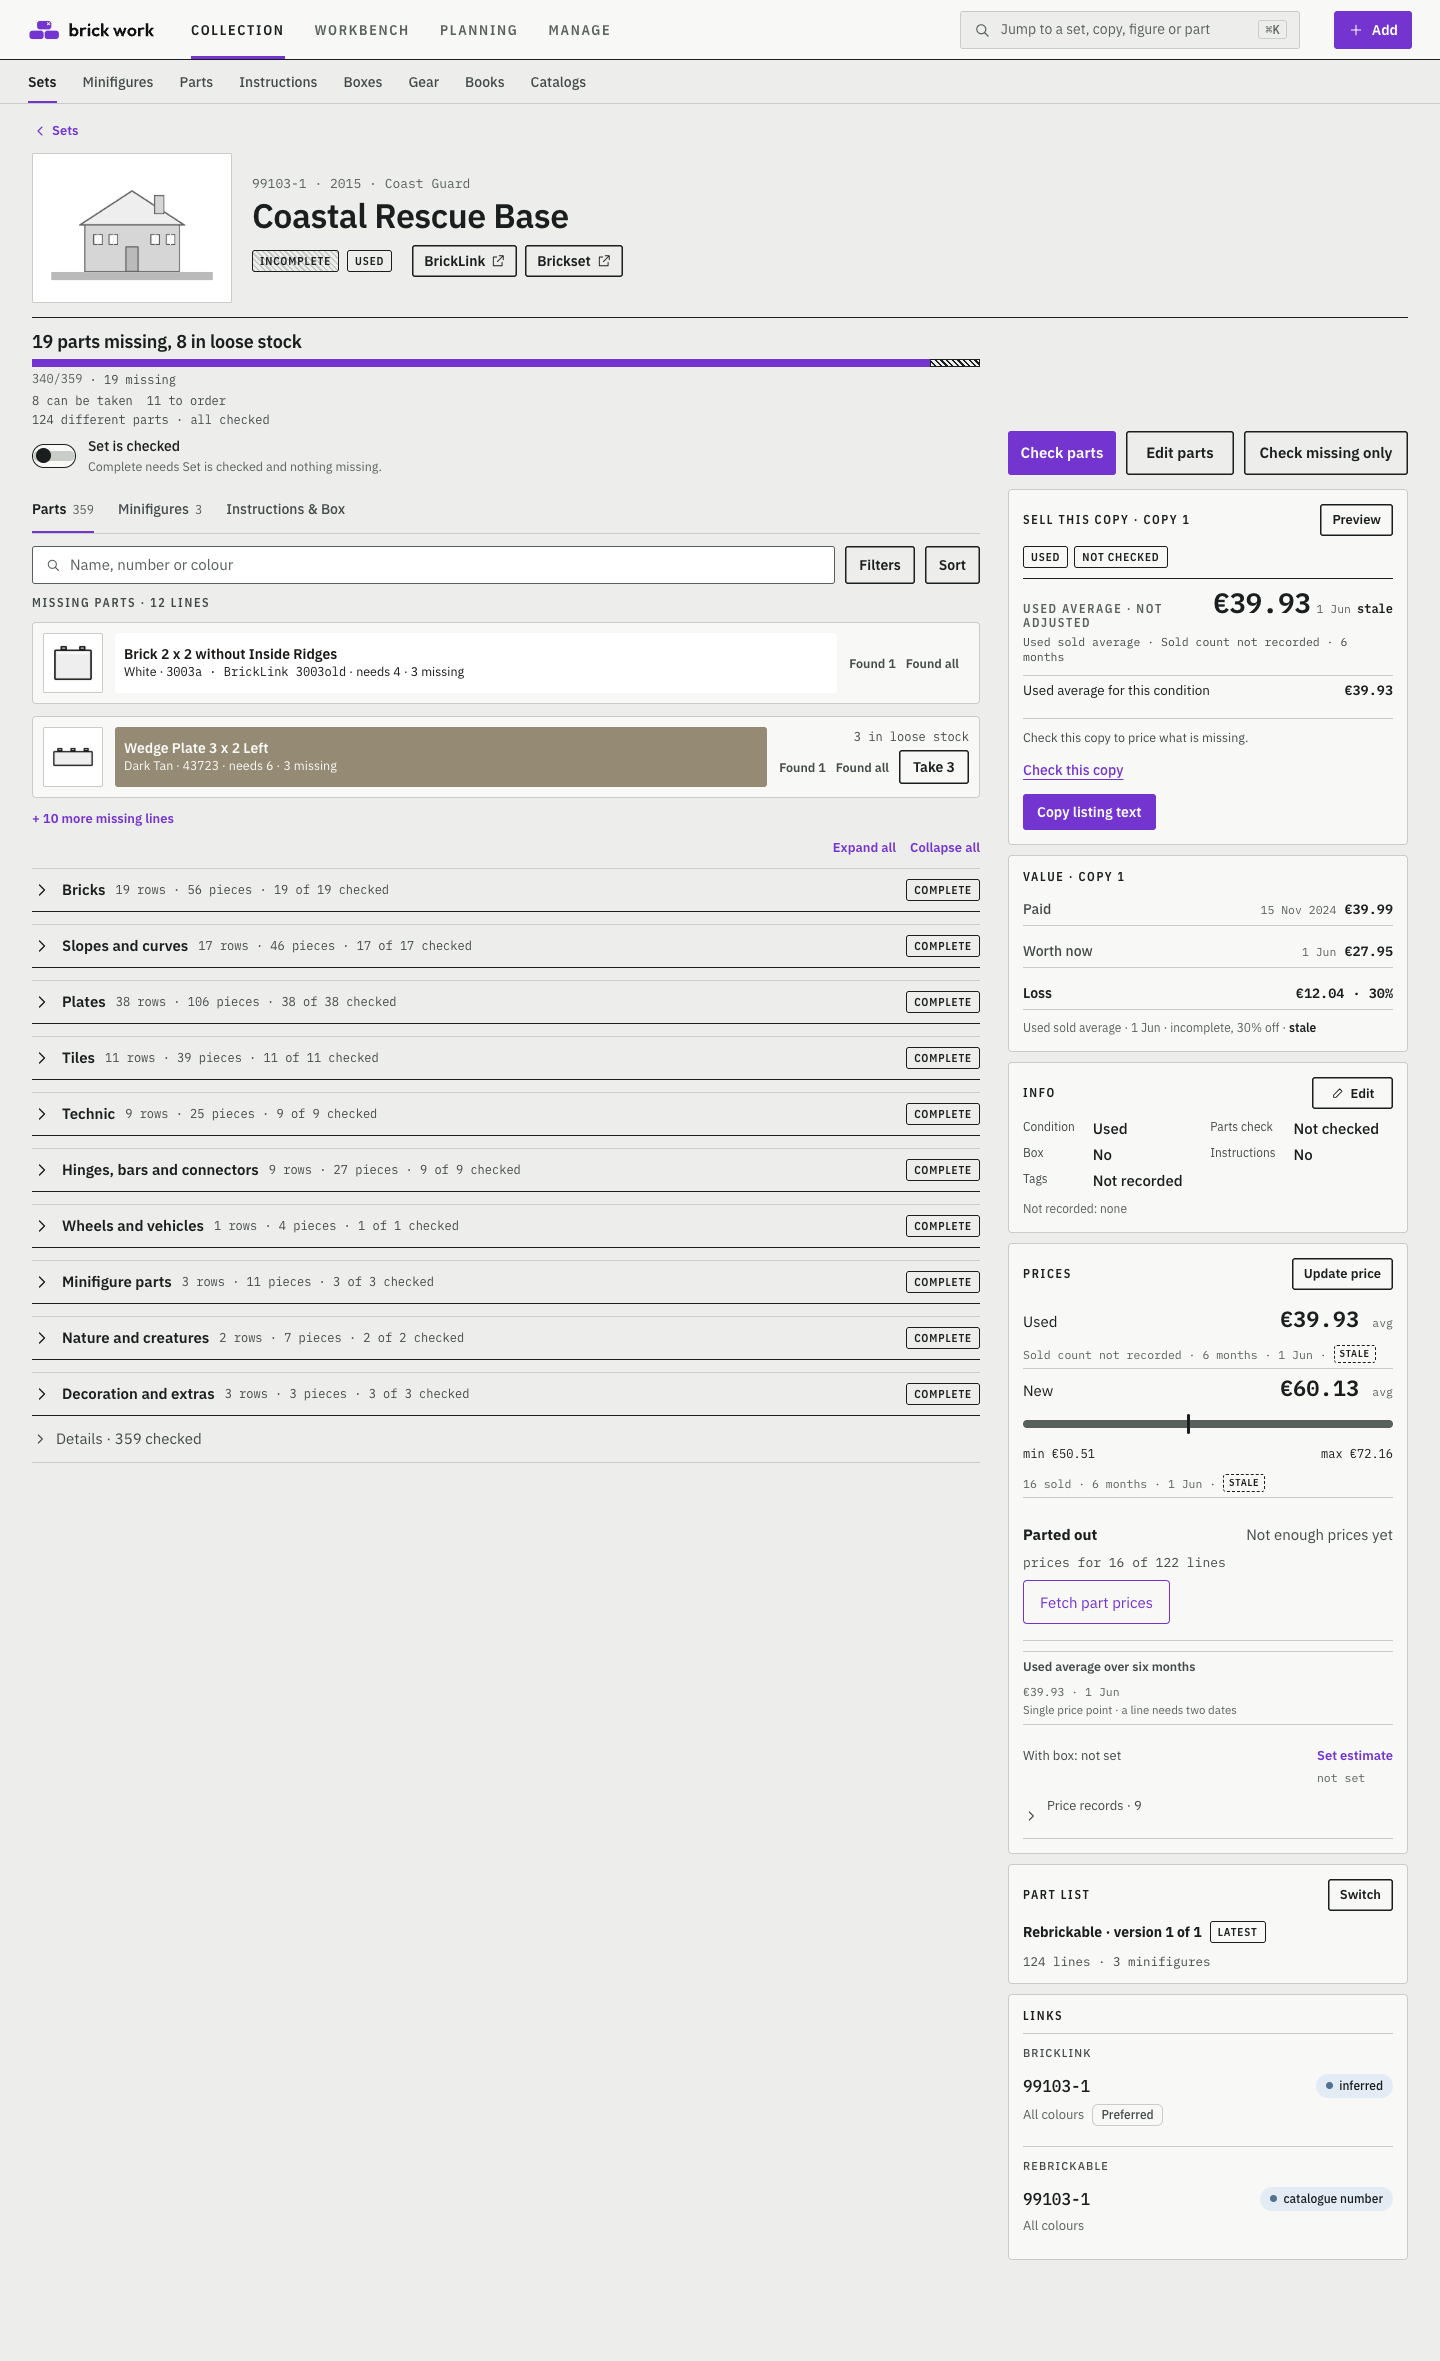 brick work
COLLECTION WORKBENCH PLANNING MANAGE
Jump to a set, copy, figure or part ⌘K
+ Add
Sets Minifigures Parts Instructions Boxes Gear Books Catalogs
Sets
99103-1 · 2015 · Coast Guard
Coastal Rescue Base
INCOMPLETE USED BrickLink Brickset
19 parts missing, 8 in loose stock
340/359 · 19 missing
8 can be taken 11 to order
124 different parts · all checked
Set is checked
Complete needs Set is checked and nothing missing.
Parts 359 Minifigures 3 Instructions & Box
Name, number or colour Filters Sort
MISSING PARTS · 12 LINES
Brick 2 x 2 without Inside Ridges
White · 3003a · BrickLink 3003old · needs 4 · 3 missing
Found 1 Found all
Wedge Plate 3 x 2 Left
Dark Tan · 43723 · needs 6 · 3 missing
3 in loose stock
Found 1 Found all Take 3
+ 10 more missing lines
Expand all Collapse all
Bricks 19 rows · 56 pieces · 19 of 19 checked COMPLETE
Slopes and curves 17 rows · 46 pieces · 17 of 17 checked COMPLETE
Plates 38 rows · 106 pieces · 38 of 38 checked COMPLETE
Tiles 11 rows · 39 pieces · 11 of 11 checked COMPLETE
Technic 9 rows · 25 pieces · 9 of 9 checked COMPLETE
Hinges, bars and connectors 9 rows · 27 pieces · 9 of 9 checked COMPLETE
Wheels and vehicles 1 rows · 4 pieces · 1 of 1 checked COMPLETE
Minifigure parts 3 rows · 11 pieces · 3 of 3 checked COMPLETE
Nature and creatures 2 rows · 7 pieces · 2 of 2 checked COMPLETE
Decoration and extras 3 rows · 3 pieces · 3 of 3 checked COMPLETE
Details · 359 checked
Check parts Edit parts Check missing only
SELL THIS COPY · COPY 1 Preview
USED NOT CHECKED
USED AVERAGE · NOT
ADJUSTED
€39.93 1 Jun stale
Used sold average · Sold count not recorded · 6
months
Used average for this condition €39.93
Check this copy to price what is missing.
Check this copy
Copy listing text
VALUE · COPY 1
Paid 15 Nov 2024 €39.99
Worth now 1 Jun €27.95
Loss €12.04 · 30%
Used sold average · 1 Jun · incomplete, 30% off · stale
INFO Edit
Condition Used Parts check Not checked
Box No Instructions No
Tags Not recorded
Not recorded: none
PRICES Update price
Used €39.93 avg
Sold count not recorded · 6 months · 1 Jun · STALE
New €60.13 avg
min €50.51 max €72.16
16 sold · 6 months · 1 Jun · STALE
Parted out Not enough prices yet
prices for 16 of 122 lines
Fetch part prices
Used average over six months
€39.93 · 1 Jun
Single price point · a line needs two dates
With box: not set Set estimate
not set
Price records · 9
PART LIST Switch
Rebrickable · version 1 of 1 LATEST
124 lines · 3 minifigures
LINKS
BRICKLINK
99103-1 inferred
All colours Preferred
REBRICKABLE
99103-1 catalogue number
All colours